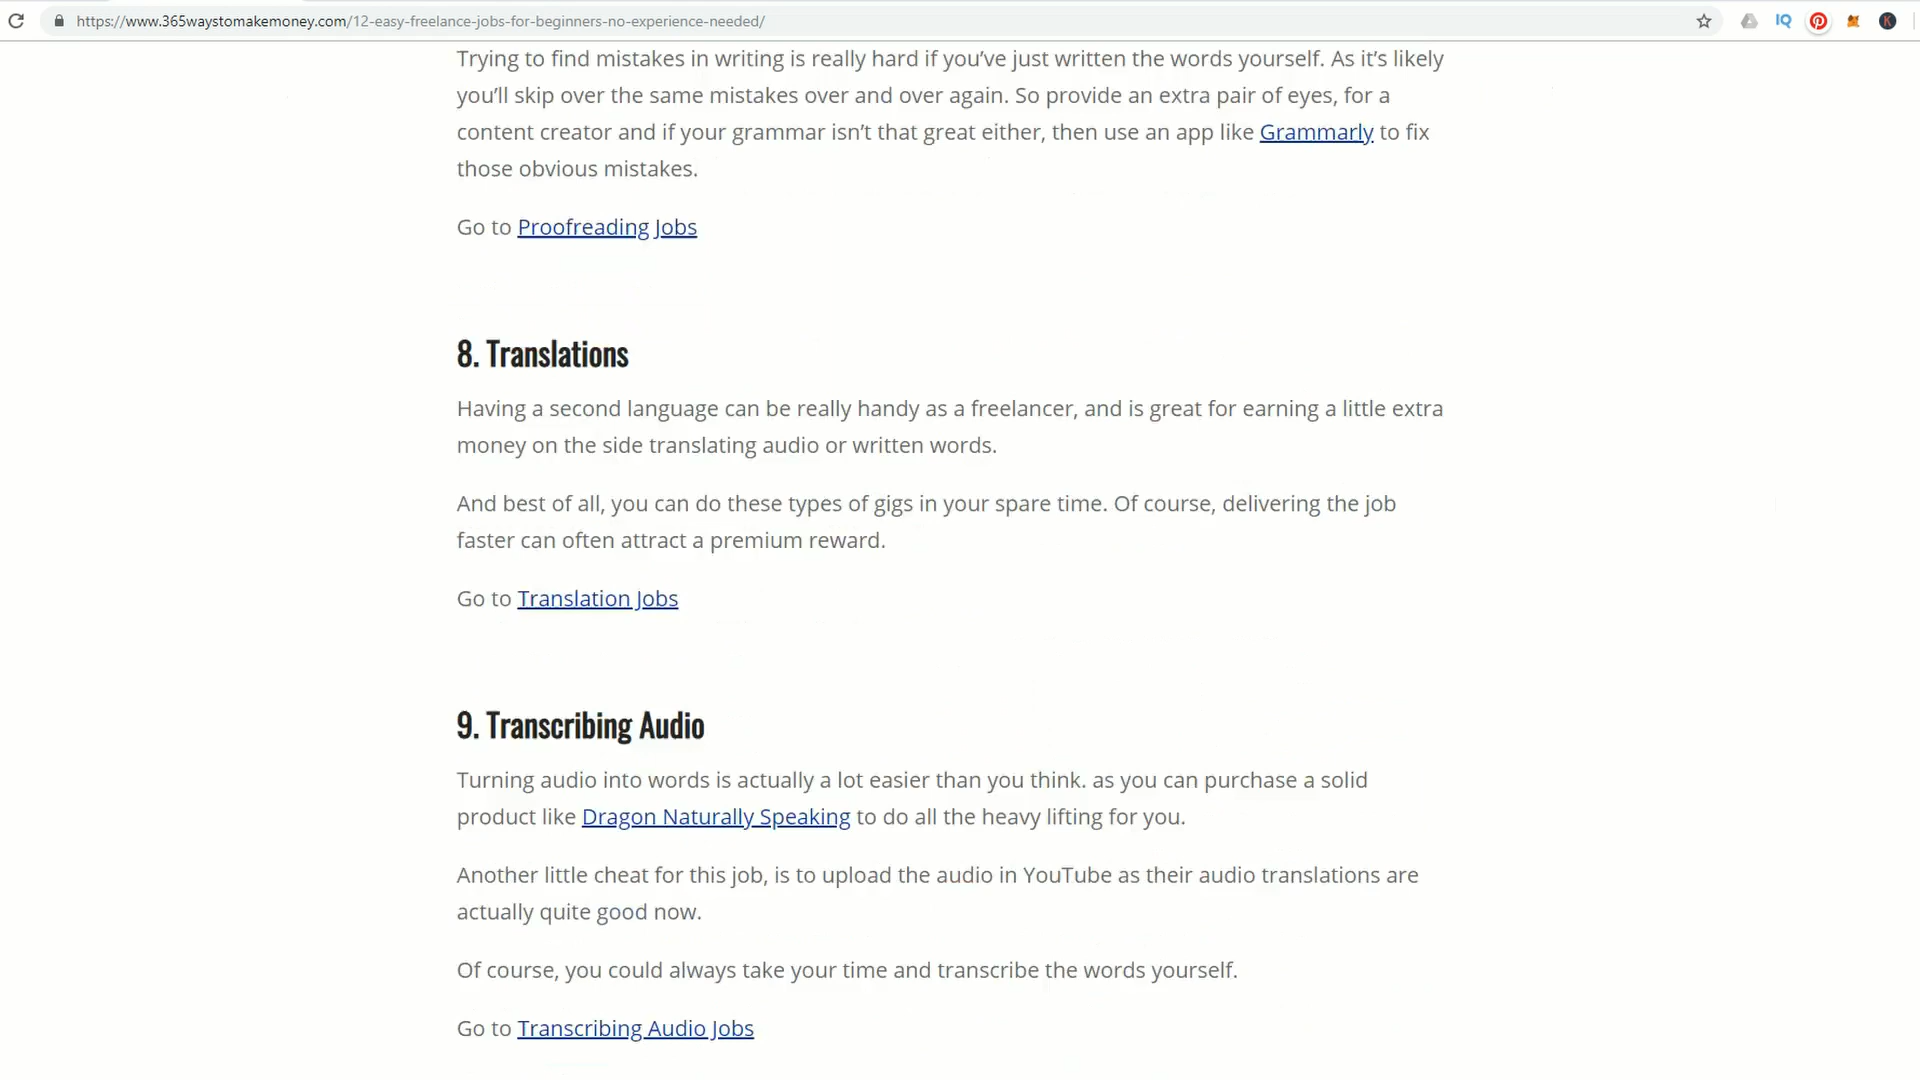 https://www.365waystomakemoney.com/12-easy-freelance-jobs-for-beginners-no-experience-needed/
IQ
K
Trying to find mistakes in writing is really hard if you’ve just written the words yourself. As it’s likely
you’ll skip over the same mistakes over and over again. So provide an extra pair of eyes, for a
content creator and if your grammar isn’t that great either, then use an app like Grammarly to fix
those obvious mistakes.
Go to Proofreading Jobs
8. Translations
Having a second language can be really handy as a freelancer, and is great for earning a little extra
money on the side translating audio or written words.
And best of all, you can do these types of gigs in your spare time. Of course, delivering the job
faster can often attract a premium reward.
Go to Translation Jobs
9. Transcribing Audio
Turning audio into words is actually a lot easier than you think. as you can purchase a solid
product like Dragon Naturally Speaking to do all the heavy lifting for you.
Another little cheat for this job, is to upload the audio in YouTube as their audio translations are
actually quite good now.
Of course, you could always take your time and transcribe the words yourself.
Go to Transcribing Audio Jobs